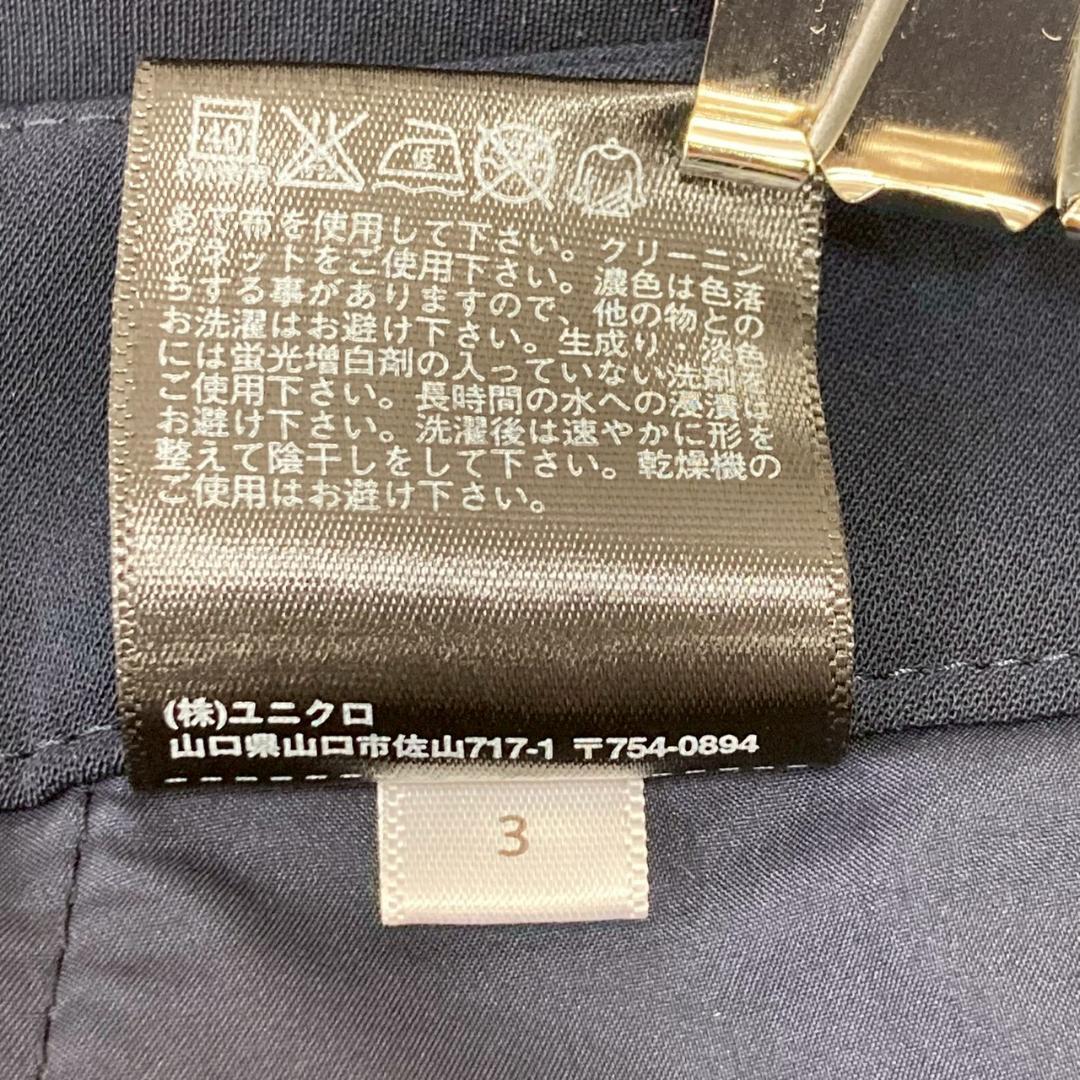 40
低
あて布を使用して下さい。クリーニン
グネットをご使用下さい。濃色は色落
ちする事がありますので、他の物との
お洗濯はお避け下さい。生成り・淡色
には蛍光増白剤の入っていない洗剤を
ご使用下さい。長時間の水への浸漬は
お避け下さい。洗濯後は速やかに形を
整えて陰干しをして下さい。乾燥機の
ご使用はお避け下さい。
(株)ユニクロ
山口県山口市佐山717-1 〒754-0894
3